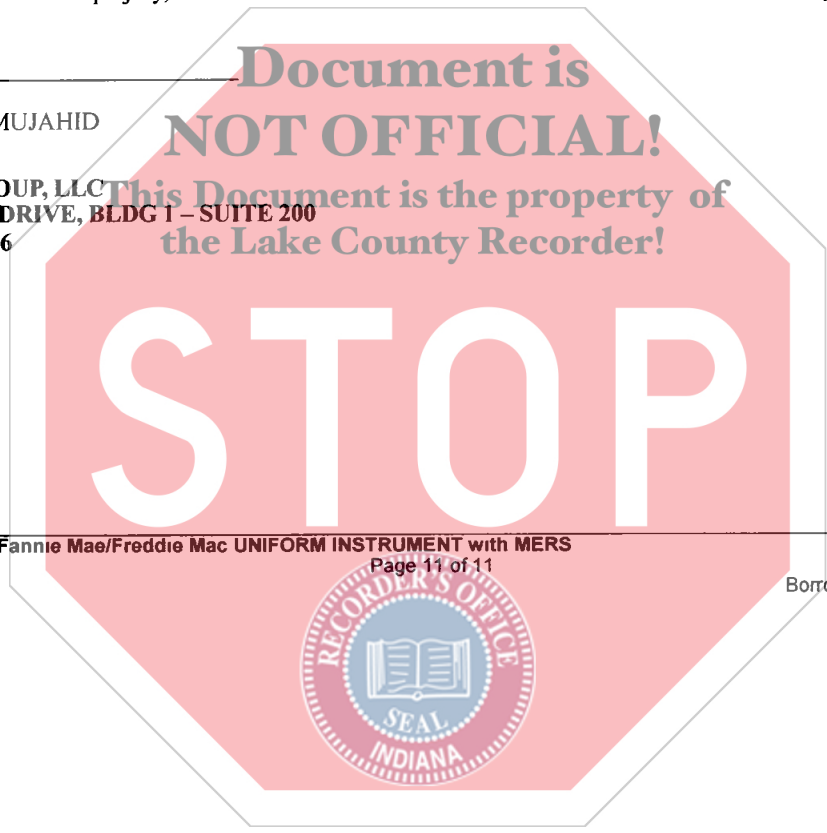 Document is
NOT OFFICIAL!
MUJAHID
OUP, LLC
This Document is the property of
DRIVE, BLDG 1 – SUITE 200
6
the Lake County Recorder!
STOP
Fannie Mae/Freddie Mac UNIFORM INSTRUMENT with MERS
Page 11 of 11
Borro
RECORDER'S OFFICE
SEAL
INDIANA